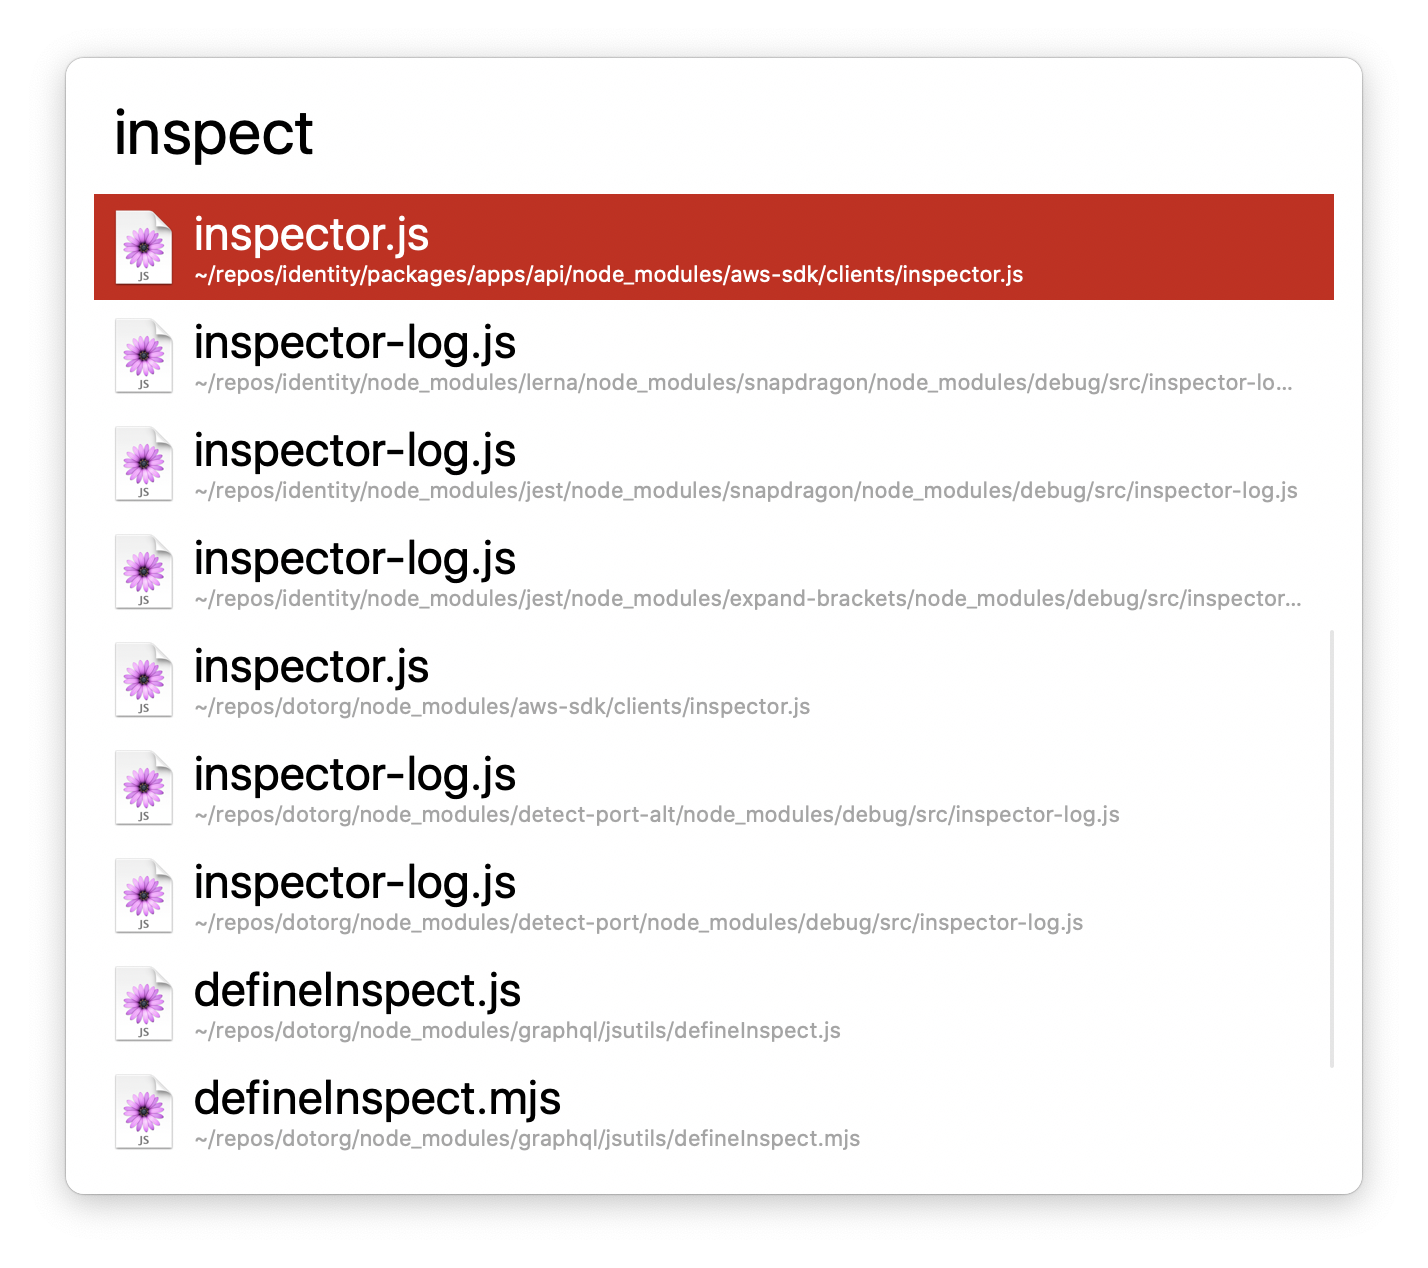 inspect
inspector.js
JS
~/repos/identity/packages/apps/api/node_modules/aws-sdk/clients/inspector.js
inspector-log.js
JS
~/repos/identity/node_modules/lerna/node_modules/snapdragon/node_modules/debug/src/inspector-lo...
inspector-log.js
JS
~/repos/identity/node_modules/jest/node_modules/snapdragon/node_modules/debug/src/inspector-log.js
inspector-log.js
JS
~/repos/identity/node_modules/jest/node_modules/expand-brackets/node_modules/debug/src/inspector...
inspector.js
JS
~/repos/dotorg/node_modules/aws-sdk/clients/inspector.js
inspector-log.js
JS
~/repos/dotorg/node_modules/detect-port-alt/node_modules/debug/src/inspector-log.js
inspector-log.js
JS
~/repos/dotorg/node_modules/detect-port/node_modules/debug/src/inspector-log.js
defineInspect.js
JS
~/repos/dotorg/node_modules/graphql/jsutils/defineInspect.js
defineInspect.mjs
JS
~/repos/dotorg/node_modules/graphql/jsutils/defineInspect.mjs